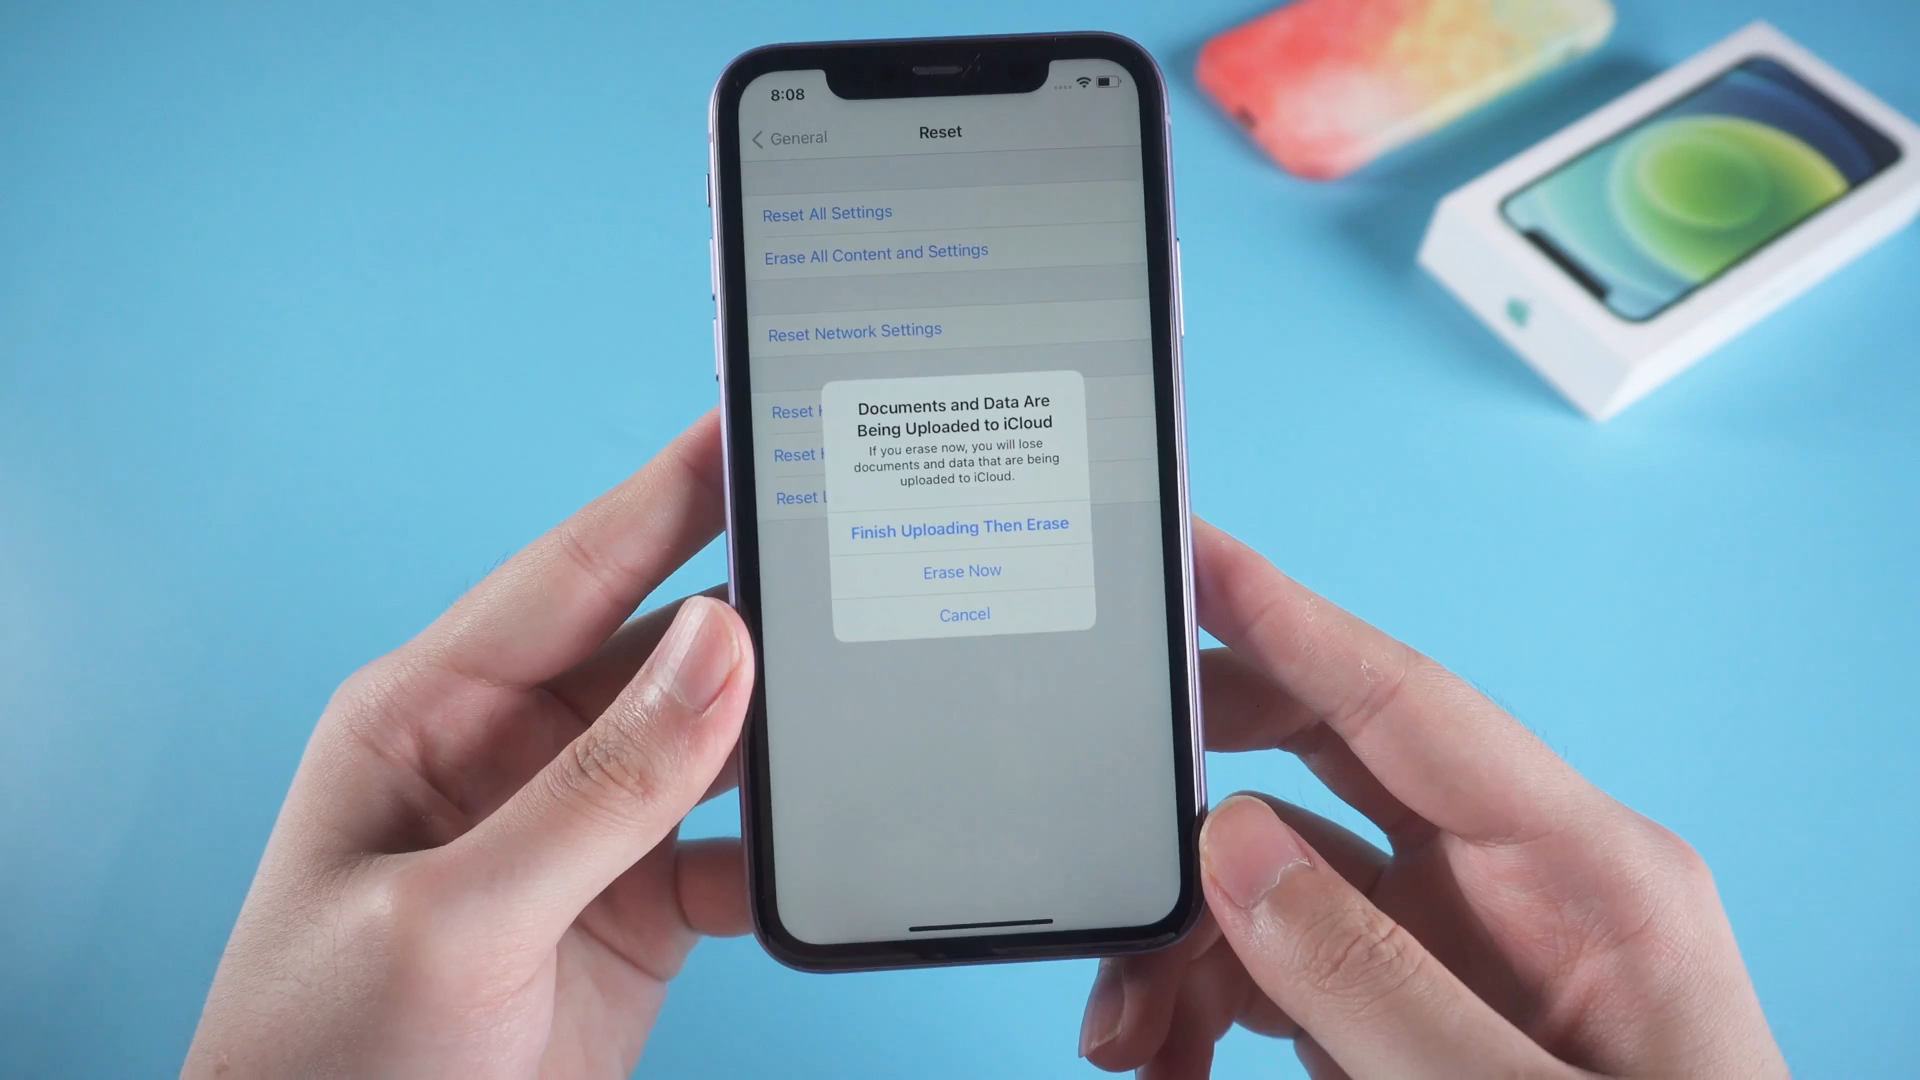 8:08
General
Reset
Reset All Settings
Erase All Content and Settings
Reset Network Settings
Reset
Reset
Reset
Documents and Data Are
Being Uploaded to iCloud
If you erase now, you will lose
documents and data that are being
uploaded to iCloud.
Finish Uploading Then Erase
Erase Now
Cancel